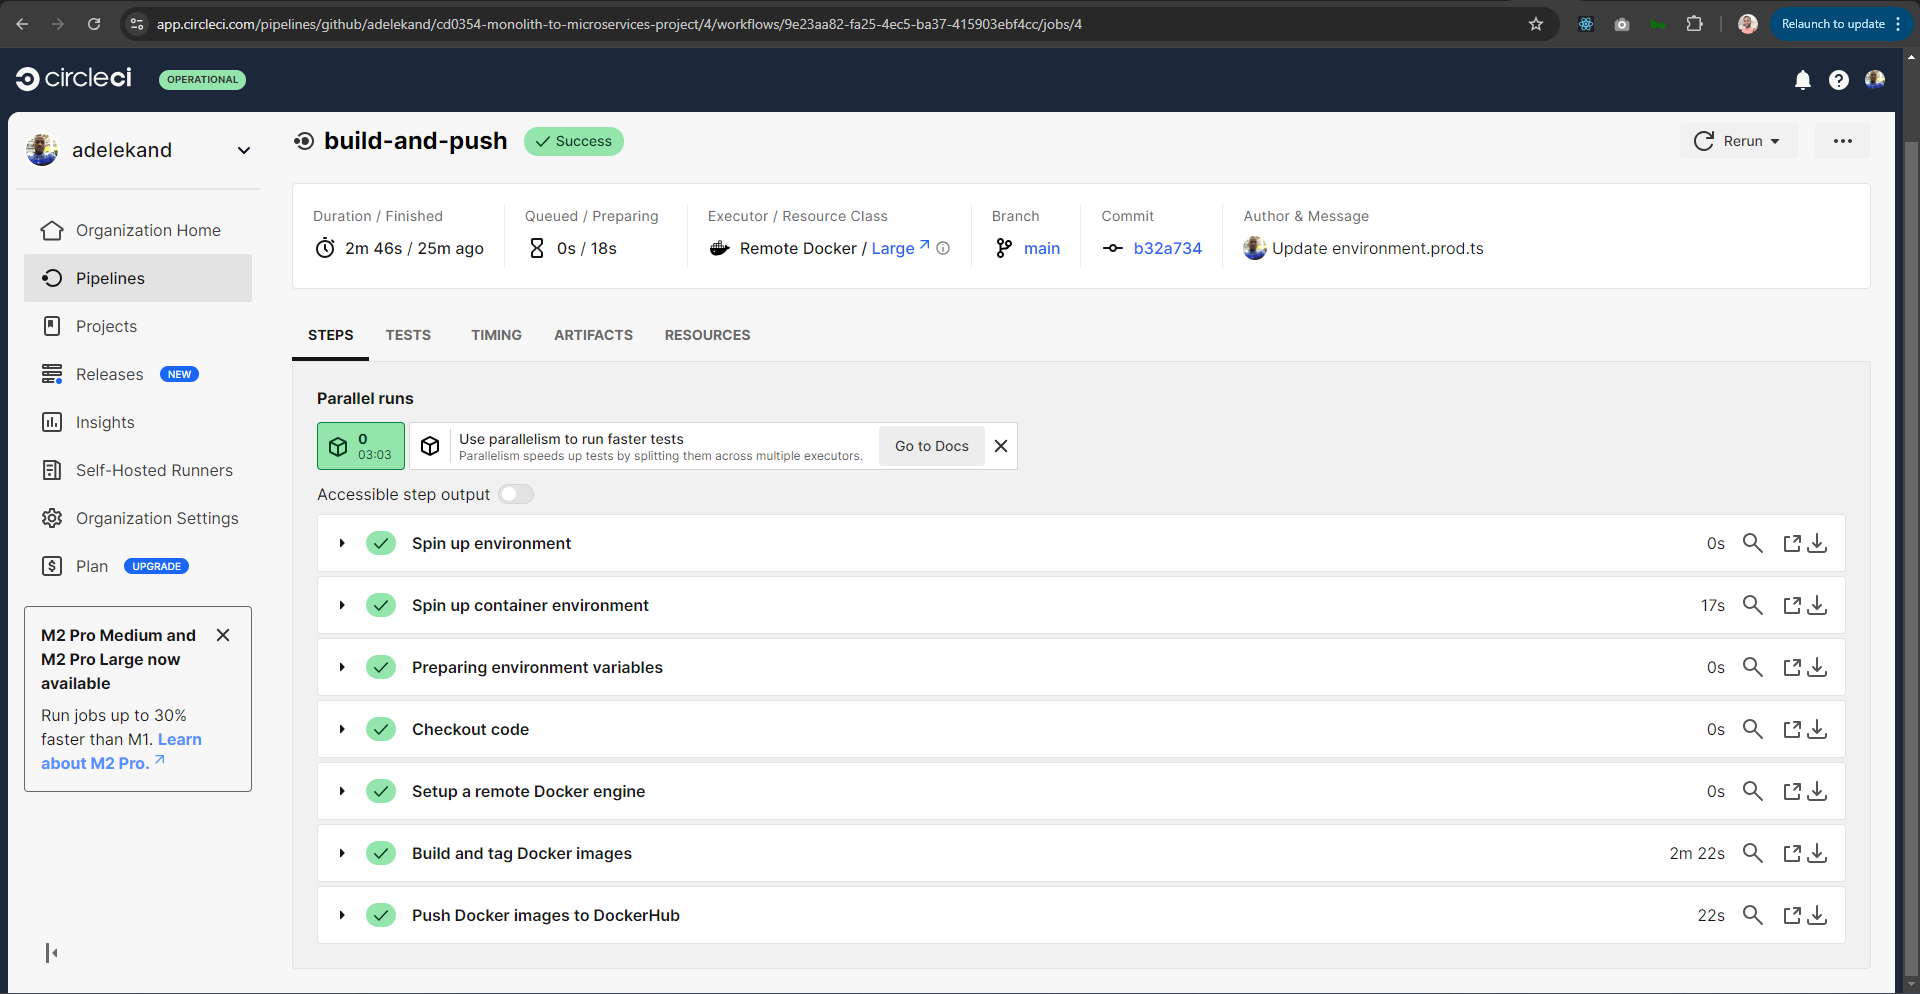 app.circleci.com/pipelines/github/adelekand/cd0354-monolith-to-microservices-project/4/workflows/9e23aa82-fa25-4ec5-ba37-415903ebf4cc/jobs/4
Relaunch to update
circleci
OPERATIONAL
adelekand
Organization Home
Pipelines
Projects
Releases NEW
Insights
Self-Hosted Runners
Organization Settings
Plan UPGRADE
M2 Pro Medium and
M2 Pro Large now
available
Run jobs up to 30%
faster than M1. Learn
about M2 Pro.
build-and-push
Success
Rerun
Duration / Finished
2m 46s / 25m ago
Queued / Preparing
0s / 18s
Executor / Resource Class
Remote Docker / Large
Branch
main
Commit
b32a734
Author & Message
Update environment.prod.ts
STEPS
TESTS
TIMING
ARTIFACTS
RESOURCES
Parallel runs
0
03:03
Use parallelism to run faster tests
Parallelism speeds up tests by splitting them across multiple executors.
Go to Docs
Accessible step output
Spin up environment 0s
Spin up container environment 17s
Preparing environment variables 0s
Checkout code 0s
Setup a remote Docker engine 0s
Build and tag Docker images 2m 22s
Push Docker images to DockerHub 22s